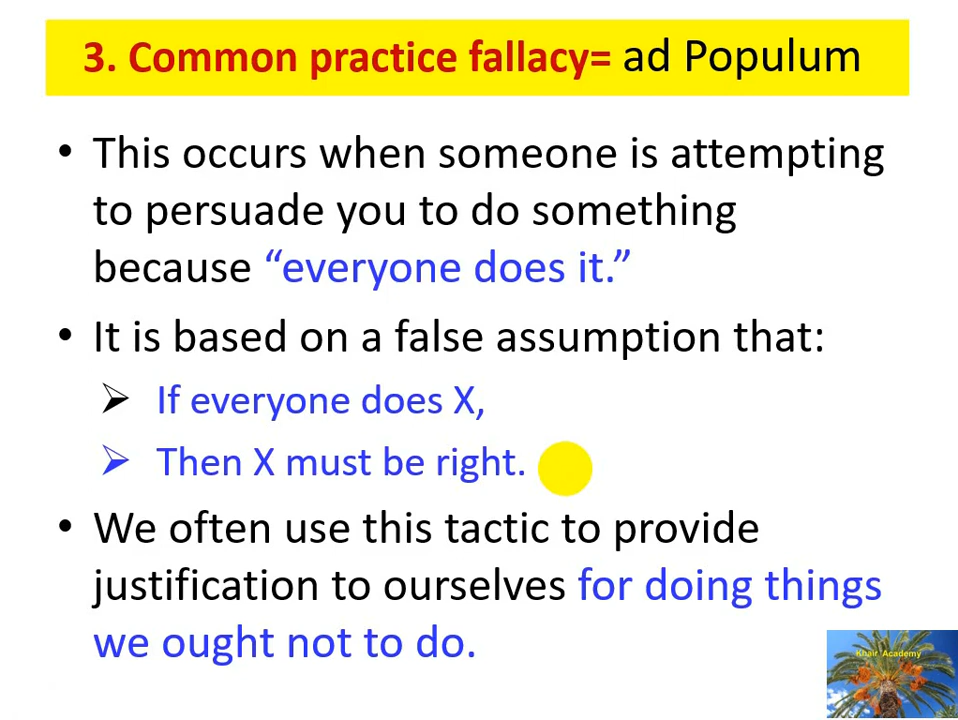 3. Common practice fallacy= ad Populum
• This occurs when someone is attempting
to persuade you to do something
because “everyone does it.”
• It is based on a false assumption that:
➢ If everyone does X,
➢ Then X must be right.
• We often use this tactic to provide
justification to ourselves for doing things
we ought not to do.
Khair Academy